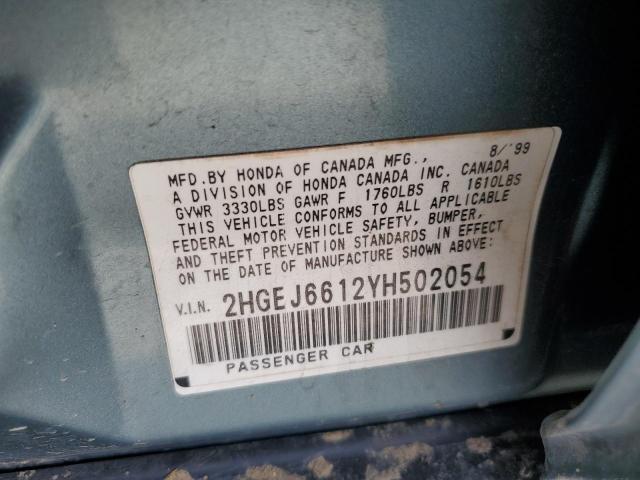 MFD.BY HONDA OF CANADA MFG., 8/'99
A DIVISION OF HONDA CANADA INC. CANADA
GVWR 3330LBS GAWR F 1760LBS R 1610LBS
THIS VEHICLE CONFORMS TO ALL APPLICABLE
FEDERAL MOTOR VEHICLE SAFETY, BUMPER,
AND THEFT PREVENTION STANDARDS IN EFFECT
ON THE DATE OF MANUFACTURE SHOWN ABOVE:
V.I.N. 2HGEJ6612YH502054
PASSENGER CAR